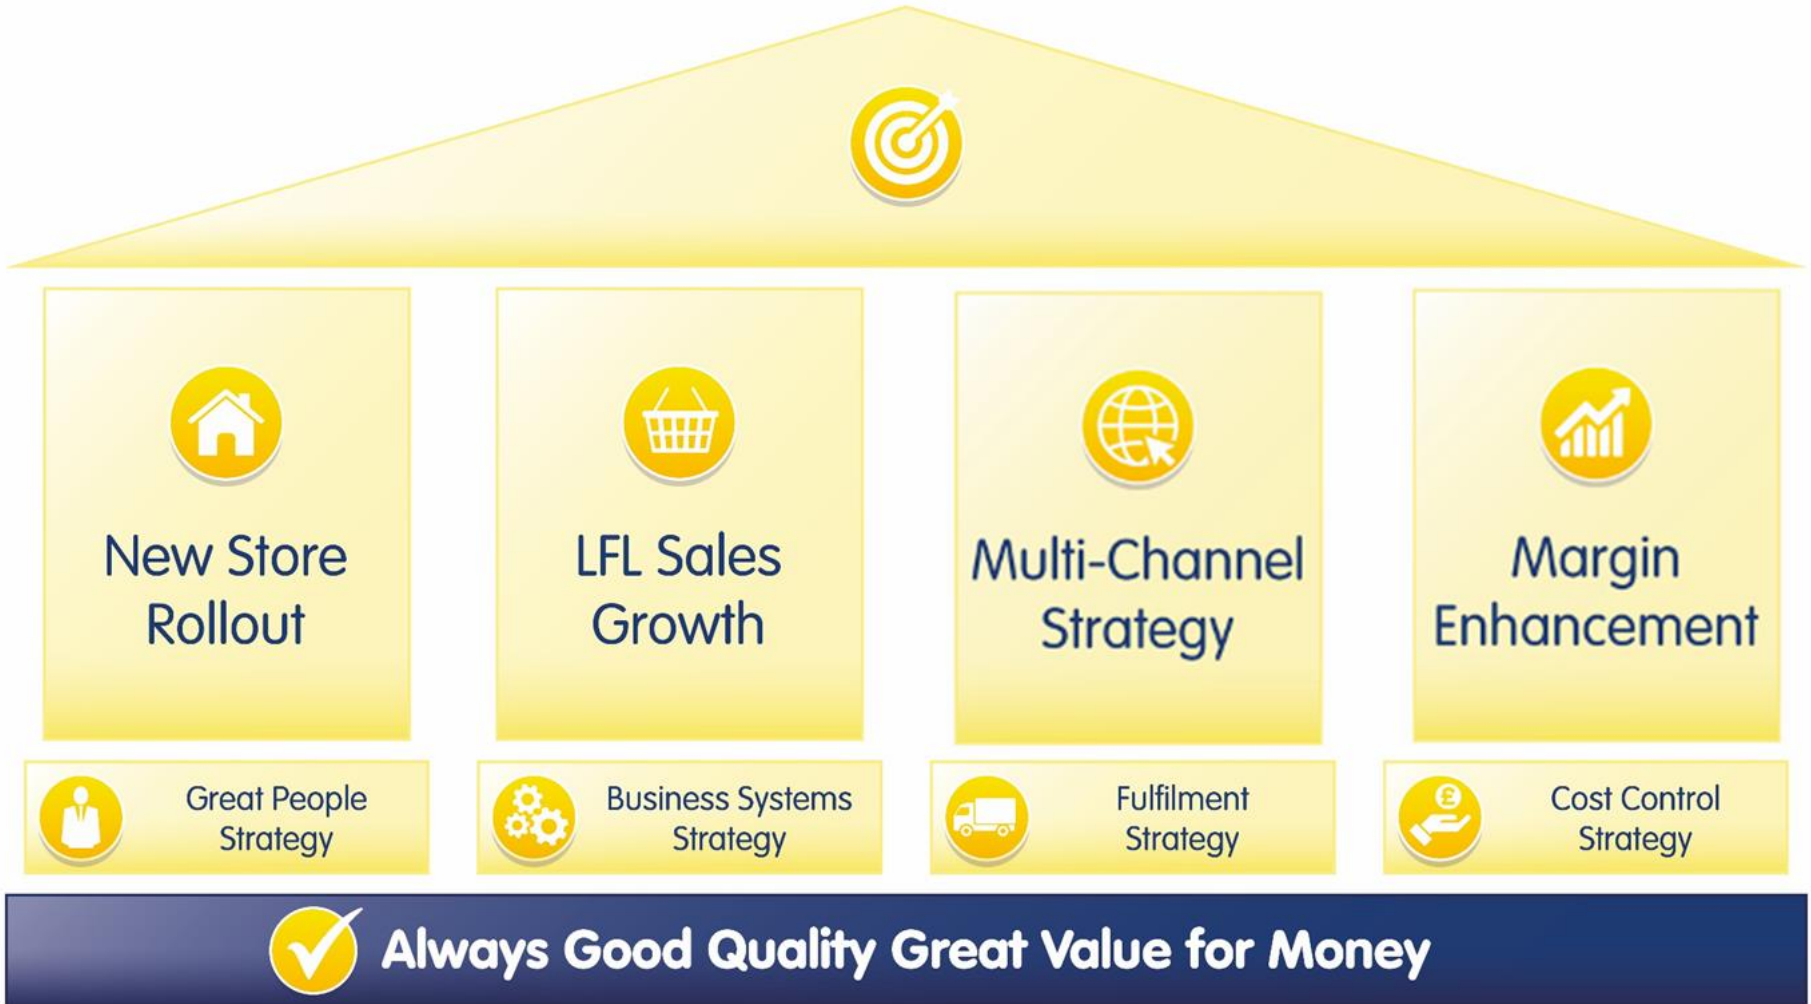 New Store
Rollout
LFL Sales
Growth
Multi-Channel
Strategy
Margin
Enhancement
Great People
Strategy
Business Systems
Strategy
Fulfilment
Strategy
£
Cost Control
Strategy
Always Good Quality Great Value for Money